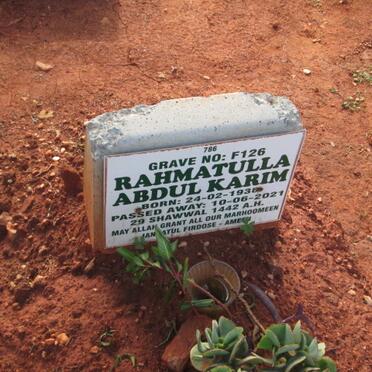 786
GRAVE NO: F126
RAHMATULLA
ABDUL KARIM
BORN: 24-02-1938
PASSED AWAY: 10-06-2021
29 SHAWWAL 1442 A.H.
MAY ALLAH GRANT ALL OUR MARHOOMEEN
JANNATUL FIRDOSE - AMEEN